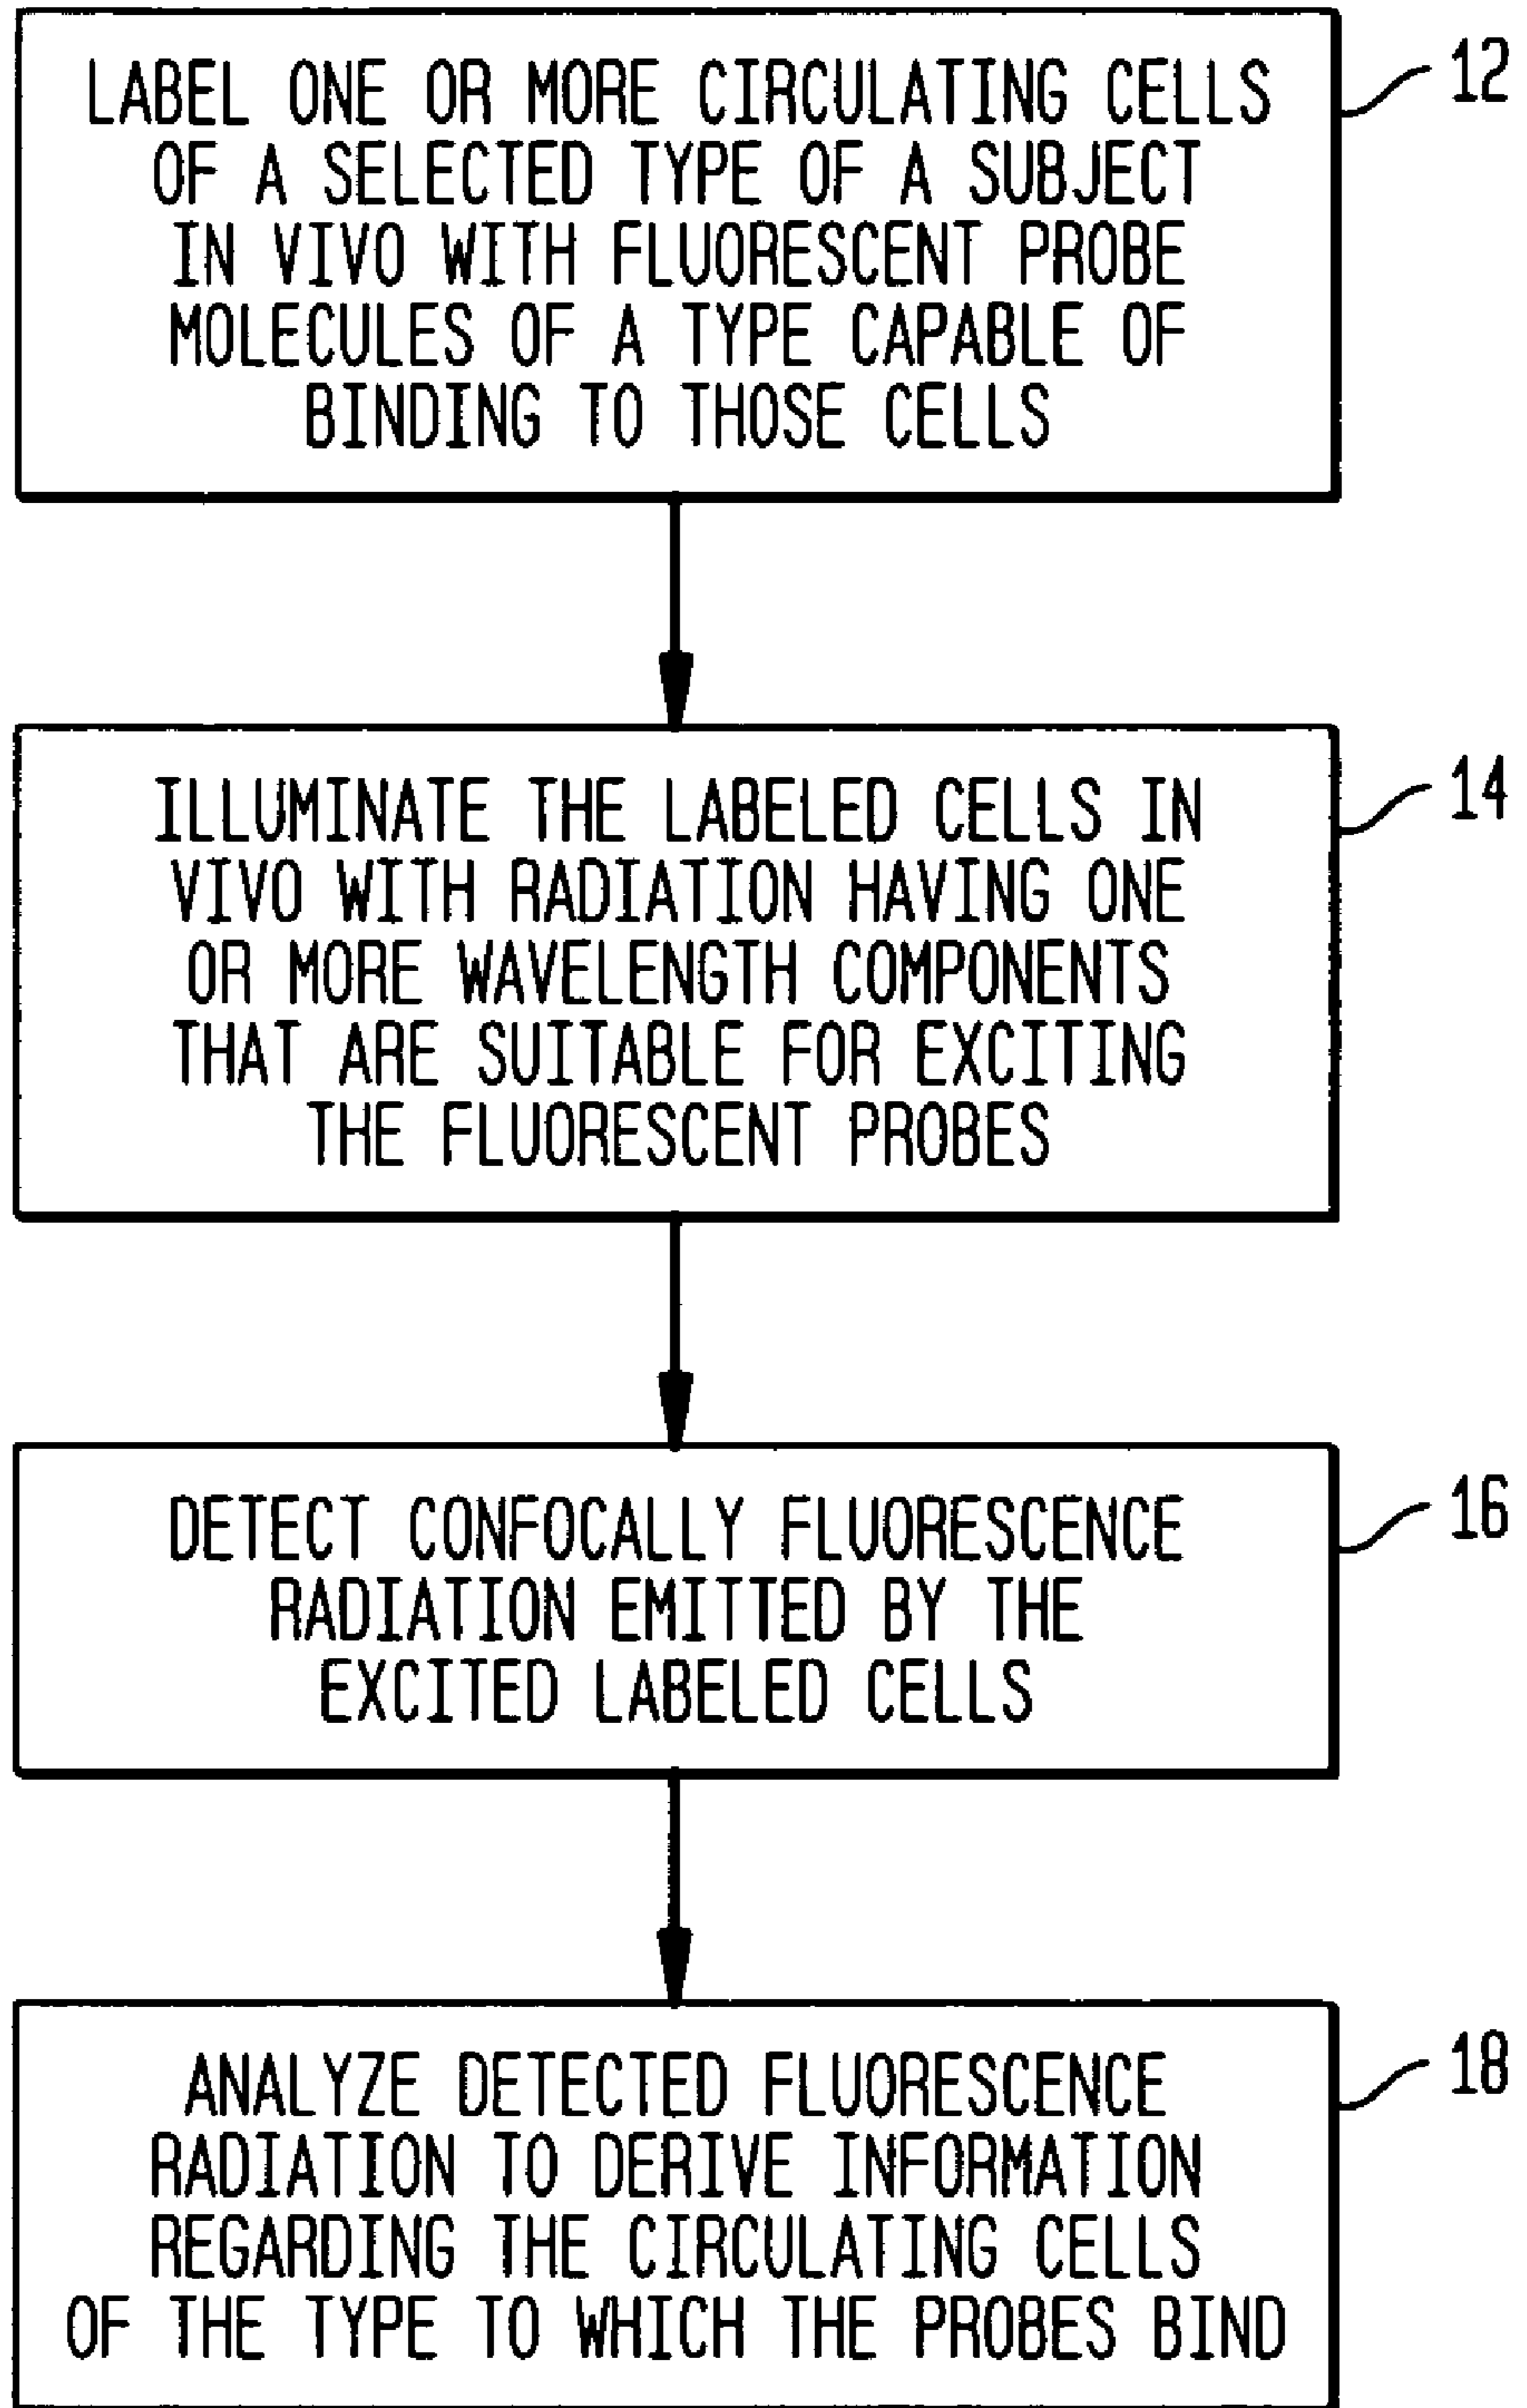 LABEL ONE OR MORE CIRCULATING CELLS
OF A SELECTED TYPE OF A SUBJECT
IN VIVO WITH FLUORESCENT PROBE
MOLECULES OF A TYPE CAPABLE OF
BINDING TO THOSE CELLS
12
ILLUMINATE THE LABELED CELLS IN
VIVO WITH RADIATION HAVING ONE
OR MORE WAVELENGTH COMPONENTS
THAT ARE SUITABLE FOR EXCITING
THE FLUORESCENT PROBES
14
DETECT CONFOCALLY FLUORESCENCE
RADIATION EMITTED BY THE
EXCITED LABELED CELLS
16
ANALYZE DETECTED FLUORESCENCE
RADIATION TO DERIVE INFORMATION
REGARDING THE CIRCULATING CELLS
OF THE TYPE TO WHICH THE PROBES BIND
18